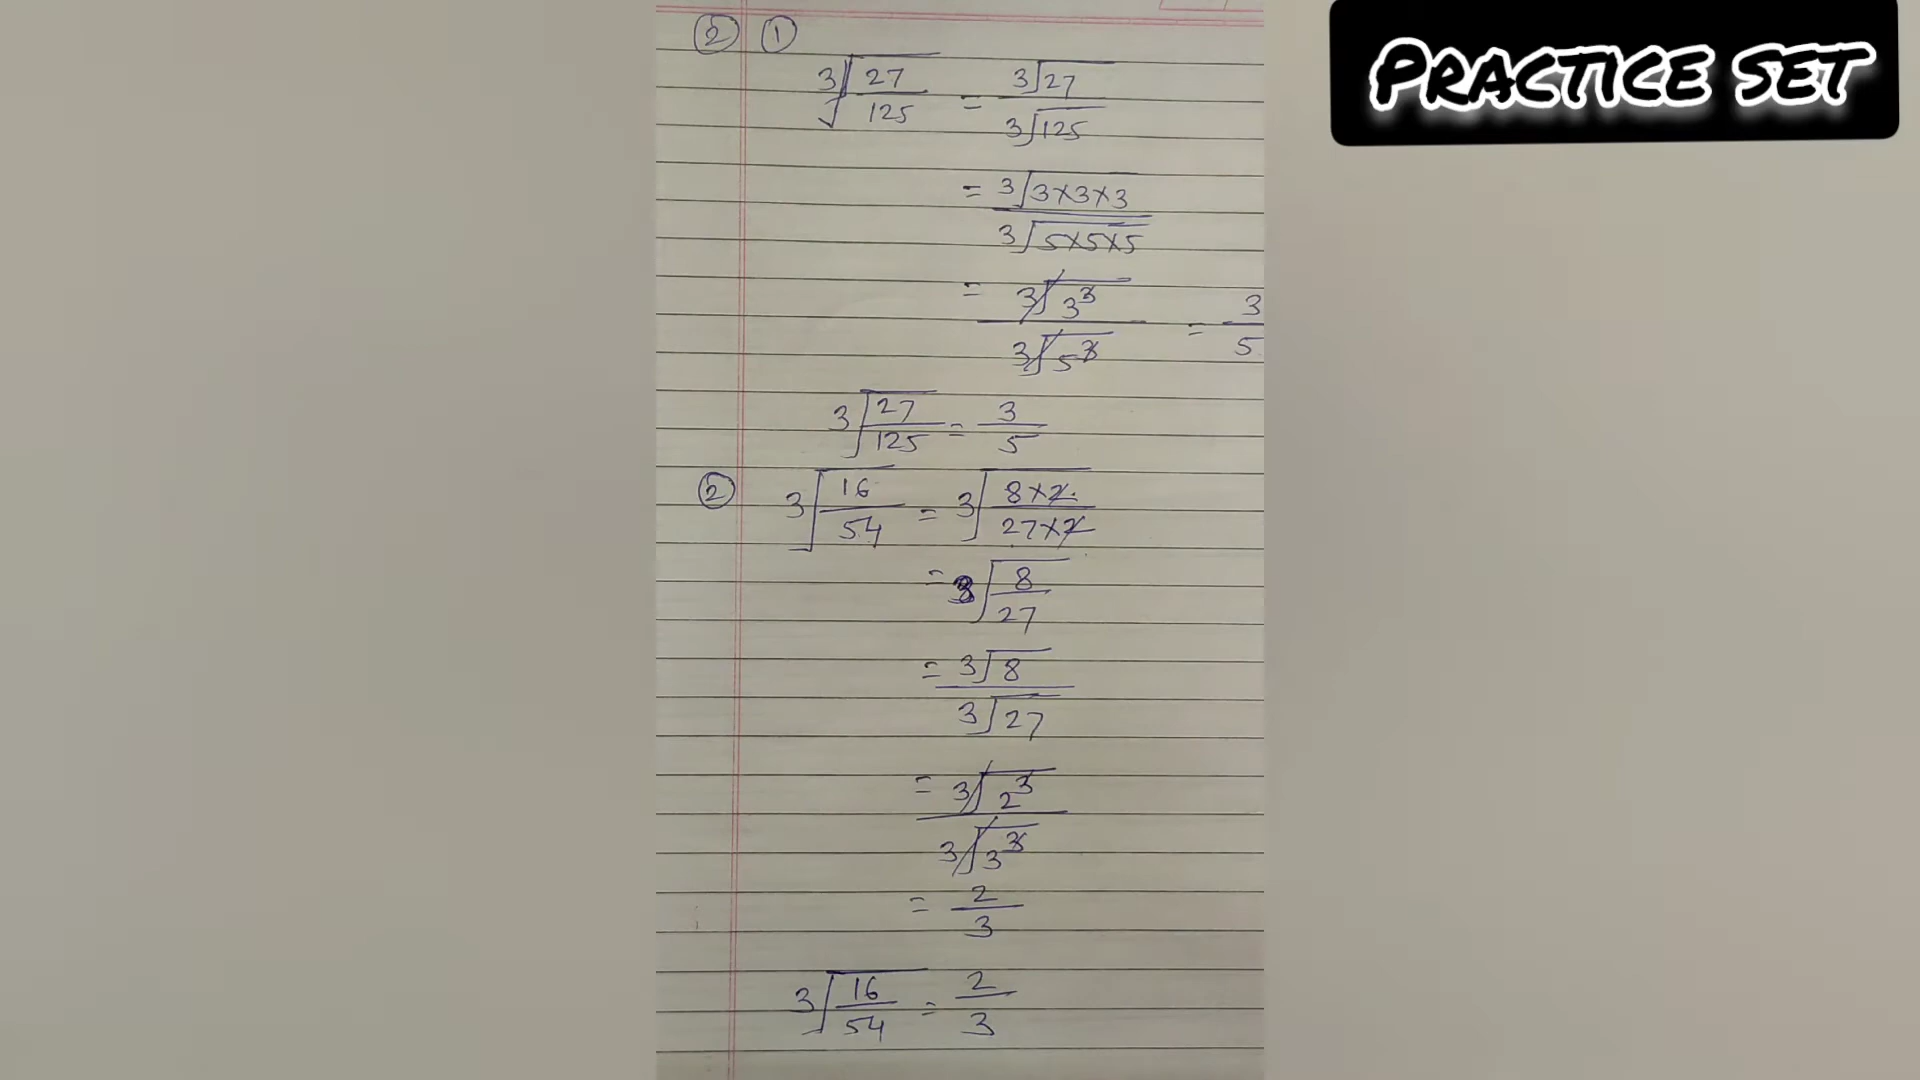 PRACTICE SET
② ①
∛(27/125) = ∛27/∛125
= ∛(3×3×3)/∛(5×5×5)
= ∛(3³)/∛(5³) = 3/5
∛(27/125) = 3/5
② ∛(16/54) = ∛((8×2)/(27×2))
= ∛(8/27)
= ∛8/∛27
= ∛(2³)/∛(3³)
= 2/3
∛(16/54) = 2/3